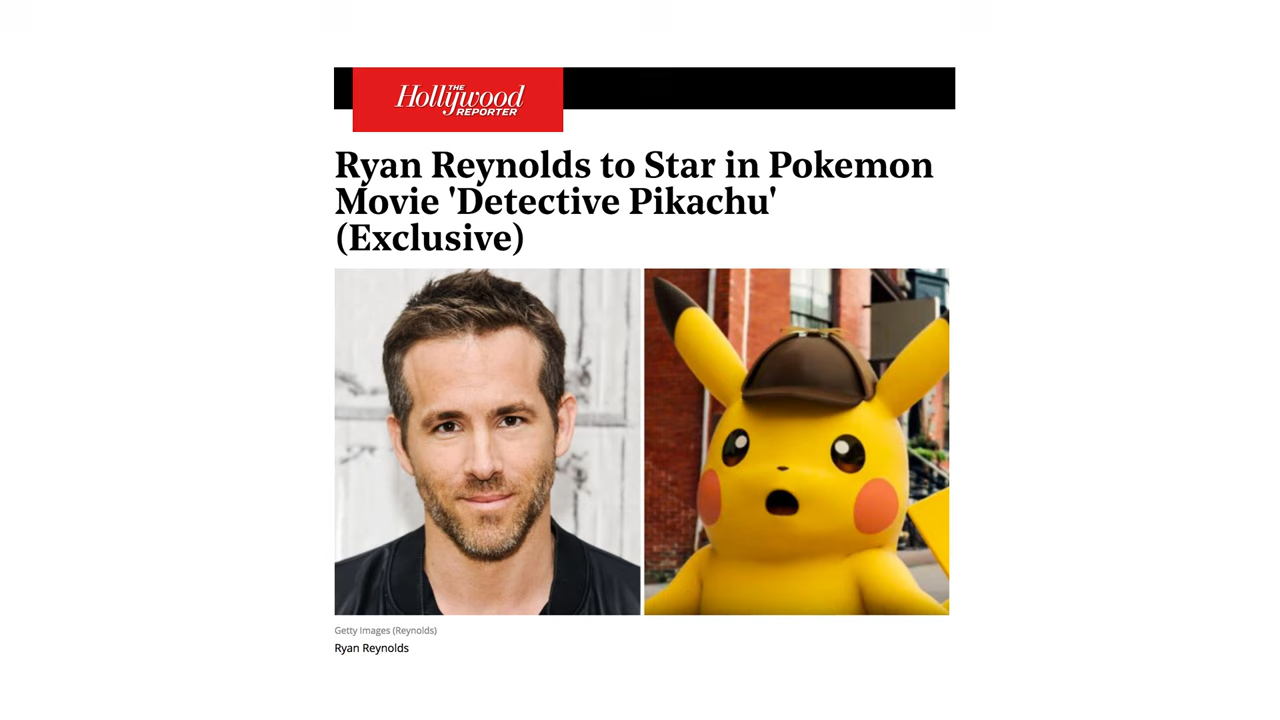 THE
Hollywood
REPORTER
Ryan Reynolds to Star in Pokemon
Movie 'Detective Pikachu'
(Exclusive)
Getty Images (Reynolds)
Ryan Reynolds